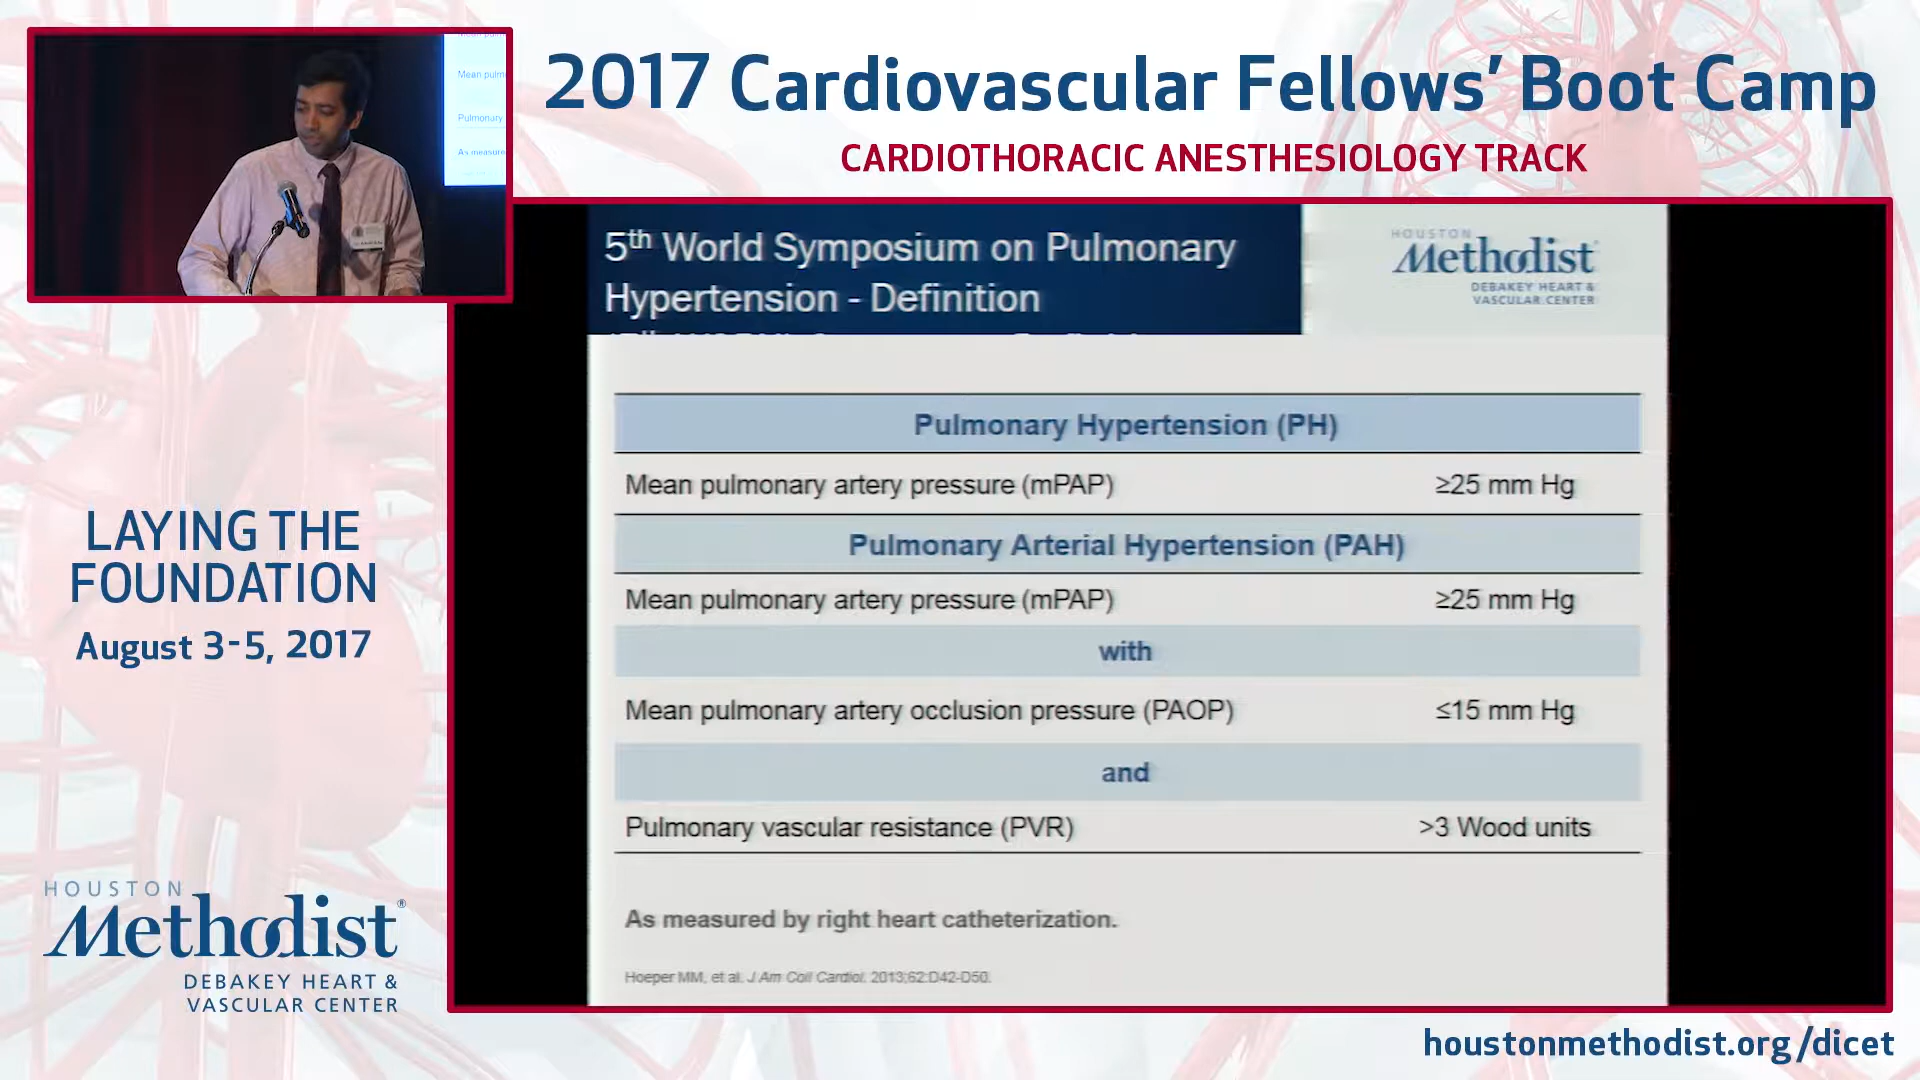 2017 Cardiovascular Fellows’ Boot Camp
CARDIOTHORACIC ANESTHESIOLOGY TRACK
Mean pulm
Pulmonary
As measure
5th World Symposium on Pulmonary
Hypertension - Definition
HOUSTON
Methodist
DEBAKEY HEART &
VASCULAR CENTER
Pulmonary Hypertension (PH)
Mean pulmonary artery pressure (mPAP) ≥25 mm Hg
Pulmonary Arterial Hypertension (PAH)
Mean pulmonary artery pressure (mPAP) ≥25 mm Hg
with
Mean pulmonary artery occlusion pressure (PAOP) ≤15 mm Hg
and
Pulmonary vascular resistance (PVR) >3 Wood units
As measured by right heart catheterization.
Hoeper MM, et al. J Am Coll Cardiol. 2013;62:D42-D50.
LAYING THE
FOUNDATION
August 3-5, 2017
HOUSTON
Methodist®
DEBAKEY HEART &
VASCULAR CENTER
houstonmethodist.org/dicet